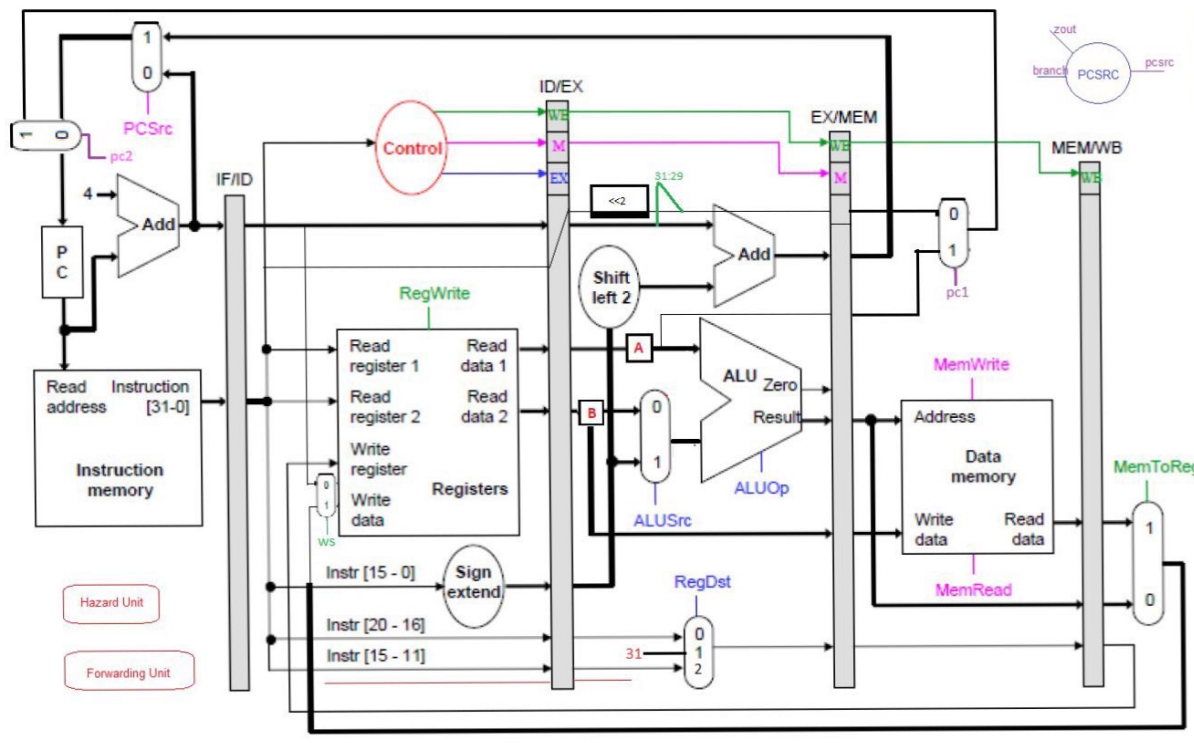 1
0
PCSrc
1 0
pc2
zout
branch
PCSRC
pcsrc
ID/EX
WB
M
EX
Control
EX/MEM
WB
M
MEM/WB
WB
IF/ID
4
Add
P
C
<<2
31:29
Add
0
1
pc1
Shift
left 2
RegWrite
Read
address
Instruction
[31-0]
Instruction
memory
Read
register 1
Read
data 1
Read
register 2
Read
data 2
Write
register
Write
data
Registers
0
1
ws
A
B
0
1
ALUSrc
ALU
Zero
Result
ALUOp
MemWrite
Address
Data
memory
Write
data
Read
data
MemRead
MemToReg
1
0
Instr [15 - 0]
Sign
extend
RegDst
Instr [20 - 16]
Instr [15 - 11]
31
0
1
2
Hazard Unit
Forwarding Unit